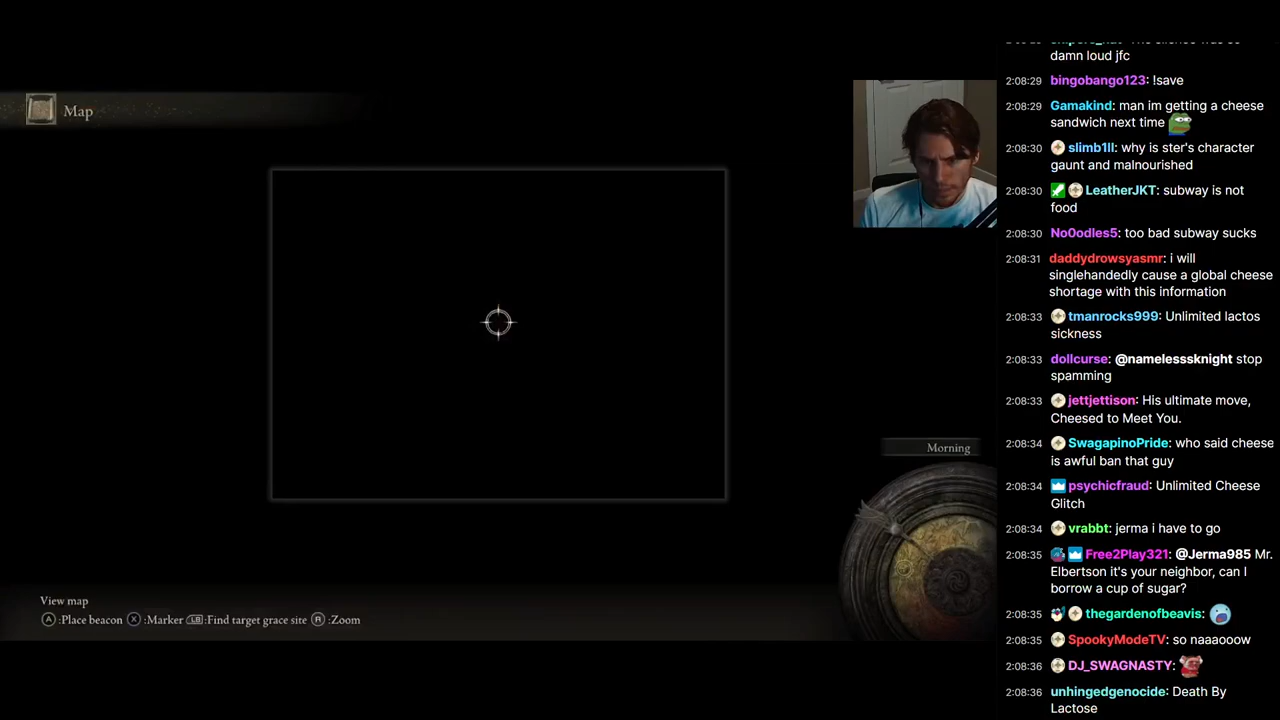 Map
Morning
View map
A :Place beacon X :Marker LB :Find target grace site R :Zoom
damn loud jfc
2:08:29 bingobango123: !save
2:08:29 Gamakind: man im getting a cheese
sandwich next time
2:08:30 slimb1ll: why is ster's character
gaunt and malnourished
2:08:30 LeatherJKT: subway is not
food
2:08:30 No0odles5: too bad subway sucks
2:08:31 daddydrowsyasmr: i will
singlehandedly cause a global cheese
shortage with this information
2:08:33 tmanrocks999: Unlimited lactos
sickness
2:08:33 dollcurse: @namelesssknight stop
spamming
2:08:33 jettjettison: His ultimate move,
Cheesed to Meet You.
2:08:34 SwagapinoPride: who said cheese
is awful ban that guy
2:08:34 psychicfraud: Unlimited Cheese
Glitch
2:08:34 vrabbt: jerma i have to go
2:08:35 Free2Play321: @Jerma985 Mr.
Elbertson it's your neighbor, can I
borrow a cup of sugar?
2:08:35 thegardenofbeavis:
2:08:35 SpookyModeTV: so naaaooow
2:08:36 DJ_SWAGNASTY:
2:08:36 unhingedgenocide: Death By
Lactose